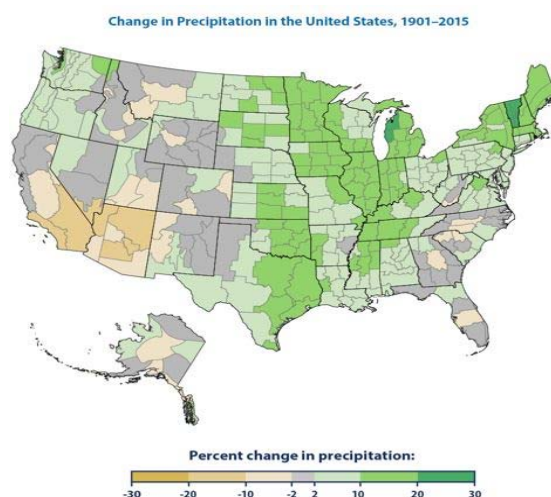 Change in Precipitation in the United States, 1901–2015
Percent change in precipitation:
-30 -20 -10 -2 2 10 20 30